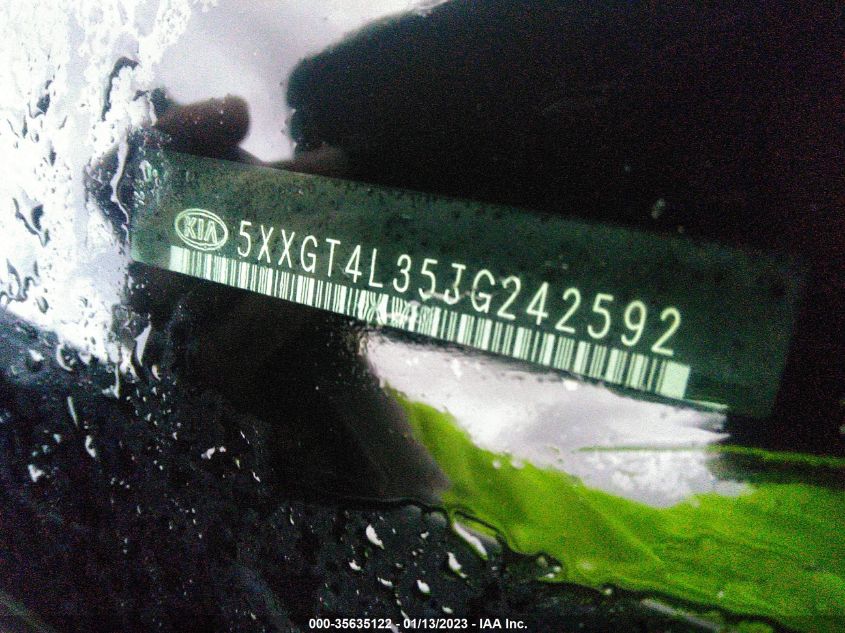 KIA 5XXGT4L35JG242592
000-35635122 - 01/13/2023 - IAA Inc.